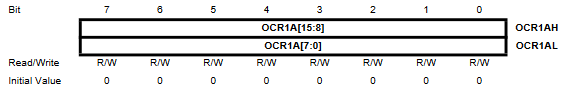 Bit 7 6 5 4 3 2 1 0
OCR1A[15:8] OCR1AH
OCR1A[7:0] OCR1AL
Read/Write R/W R/W R/W R/W R/W R/W R/W R/W
Initial Value 0 0 0 0 0 0 0 0